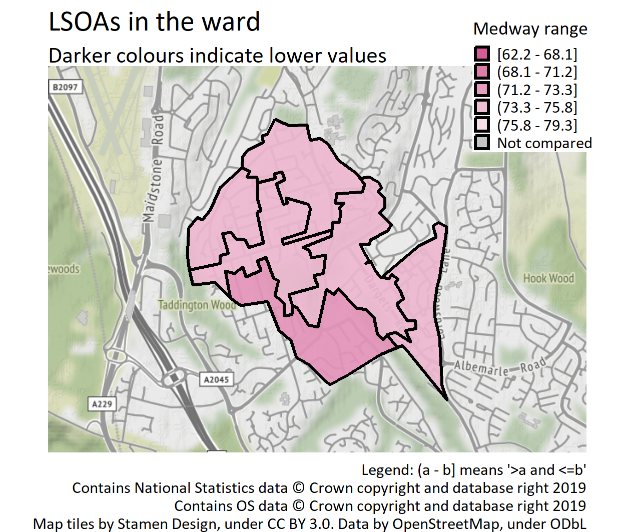 LSOAs in the ward
Darker colours indicate lower values
Medway range
[62.2 - 68.1]
(68.1 - 71.2]
(71.2 - 73.3]
(73.3 - 75.8]
(75.8 - 79.3]
Not compared
B2097
Maidstone Road
ewoods
Taddington Wood
Hook Wood
Lane
Albemarle Road
A2045
A229
Legend: (a - b] means '>a and <=b'
Contains National Statistics data © Crown copyright and database right 2019
Contains OS data © Crown copyright and database right 2019
Map tiles by Stamen Design, under CC BY 3.0. Data by OpenStreetMap, under ODbL